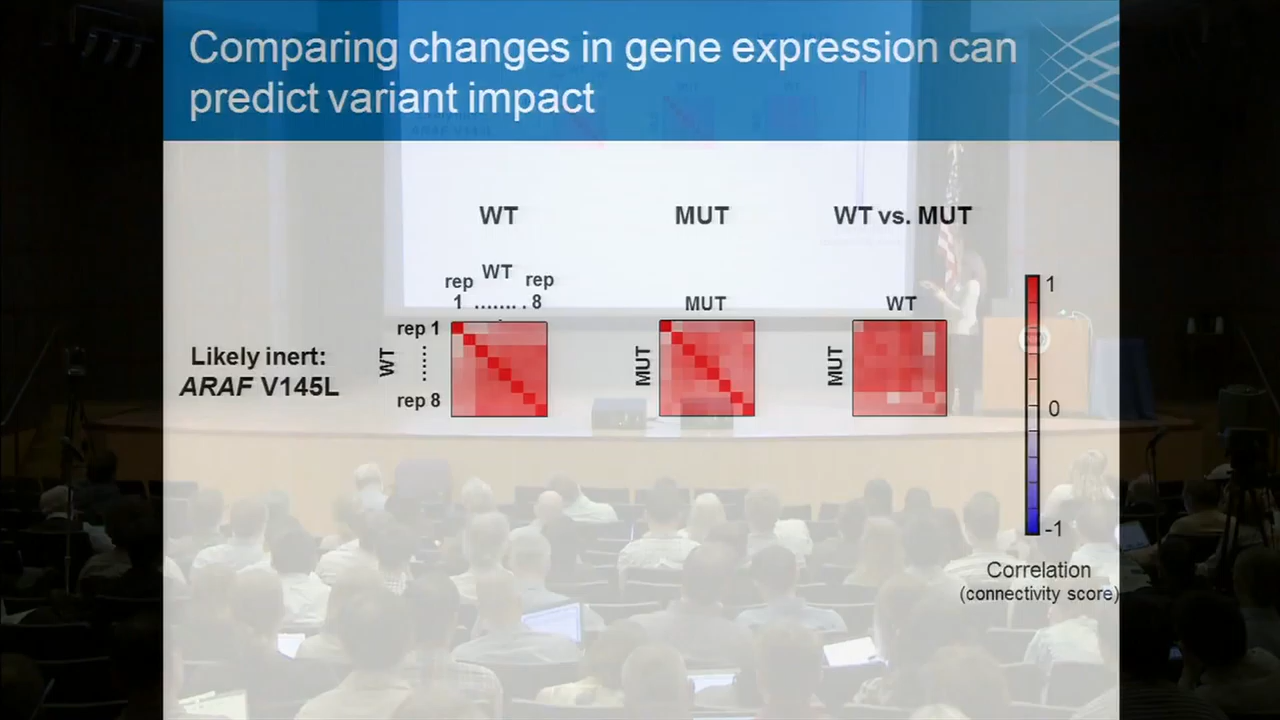 Comparing changes in gene expression can
predict variant impact
WT
MUT
WT vs. MUT
WT
rep
rep
1 ....... . 8
MUT
WT
Likely inert:
ARAF V145L
WT
rep 1
rep 8
MUT
MUT
1
0
-1
Correlation
(connectivity score)